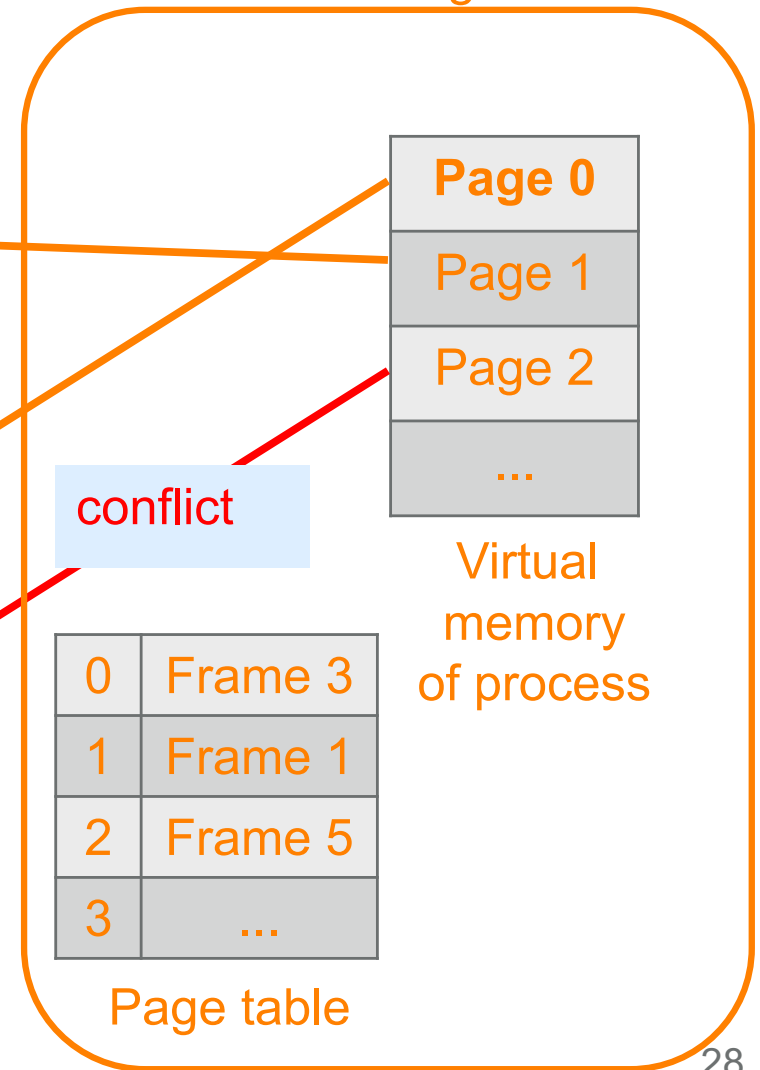 Page 0
Page 1
Page 2
...
conflict
Virtual
memory
of process
0 Frame 3
1 Frame 1
2 Frame 5
3 ...
Page table
28